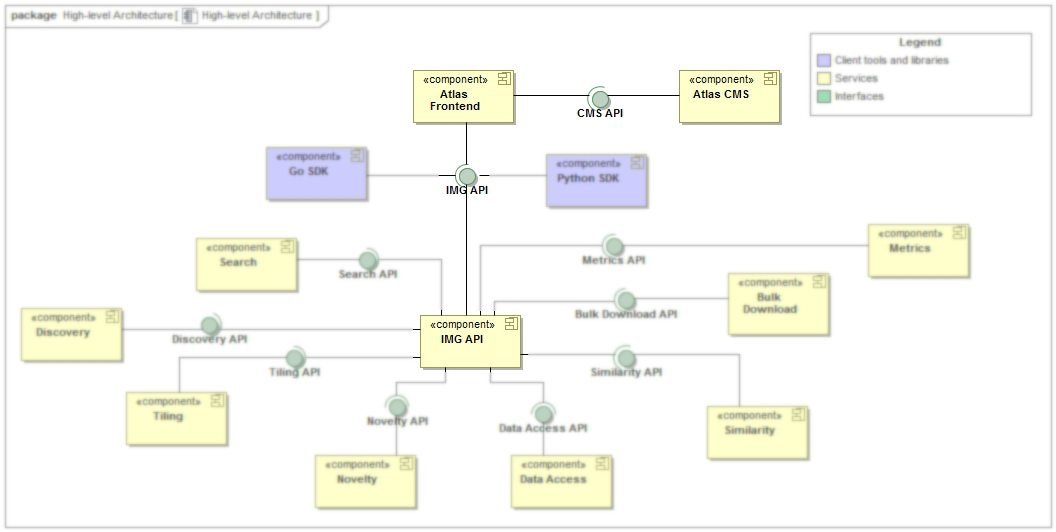 package High-level Architecture [ High-level Architecture ]
Legend
Client tools and libraries
Services
Interfaces
«component»
Atlas
Frontend
CMS API
«component»
Atlas CMS
«component»
Go SDK
IMG API
«component»
Python SDK
«component»
Search
Search API
Metrics API
«component»
Metrics
«component»
Bulk
Download
Bulk Download API
«component»
Discovery
Discovery API
«component»
IMG API
Tiling API
Similarity API
«component»
Tiling
Novelty API
Data Access API
«component»
Similarity
«component»
Novelty
«component»
Data Access